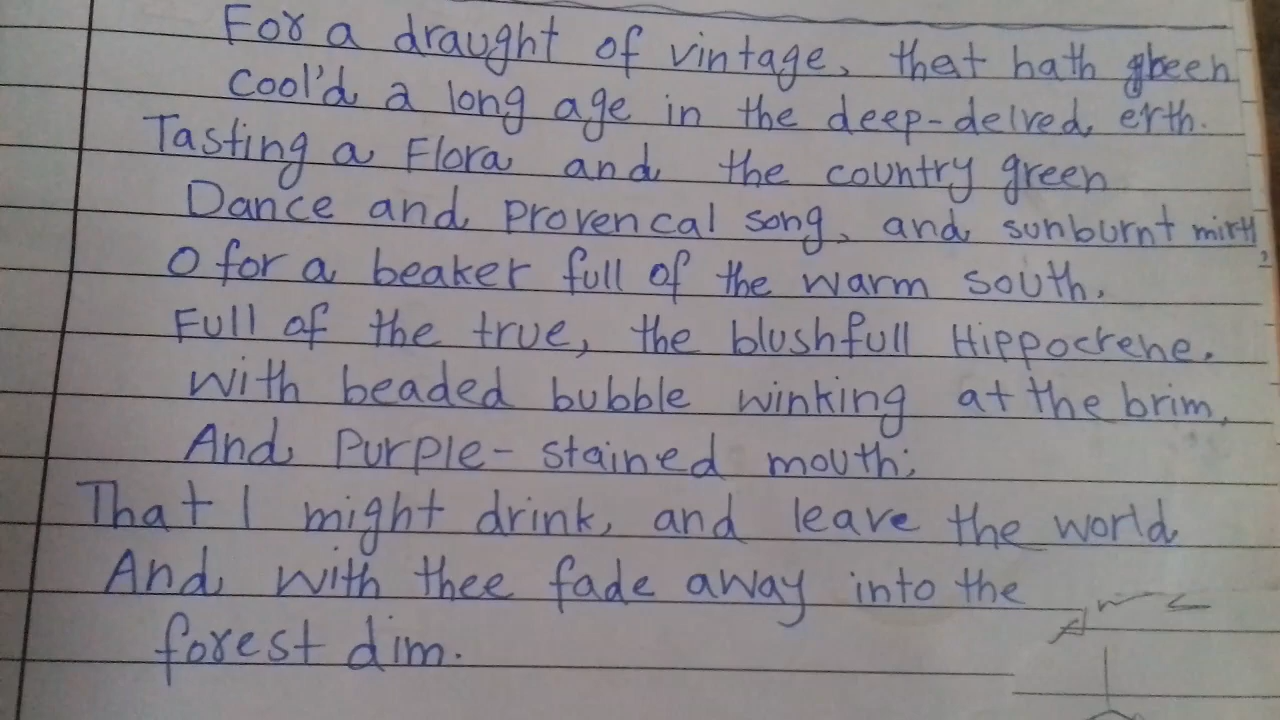 For a draught of vintage, that hath been
Cool'd a long age in the deep-delved erth.
Tasting a Flora and the country green
Dance and Provencal song, and sunburnt mirth
O for a beaker full of the warm south,
Full of the true, the blushfull Hippocrene.
With beaded bubble winking at the brim,
And Purple-stained mouth;
That I might drink, and leave the world
And with thee fade away into the
forest dim.